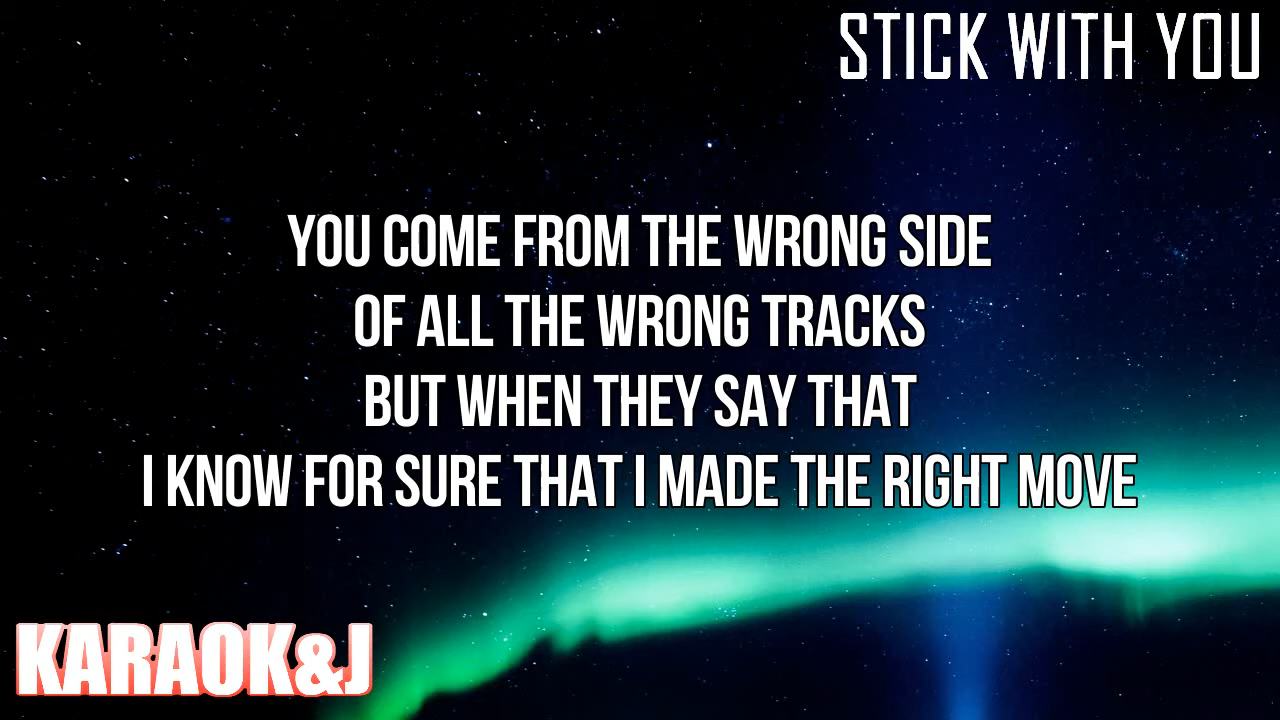 STICK WITH YOU
YOU COME FROM THE WRONG SIDE
OF ALL THE WRONG TRACKS
BUT WHEN THEY SAY THAT
I KNOW FOR SURE THAT I MADE THE RIGHT MOVE
KARAOK&J